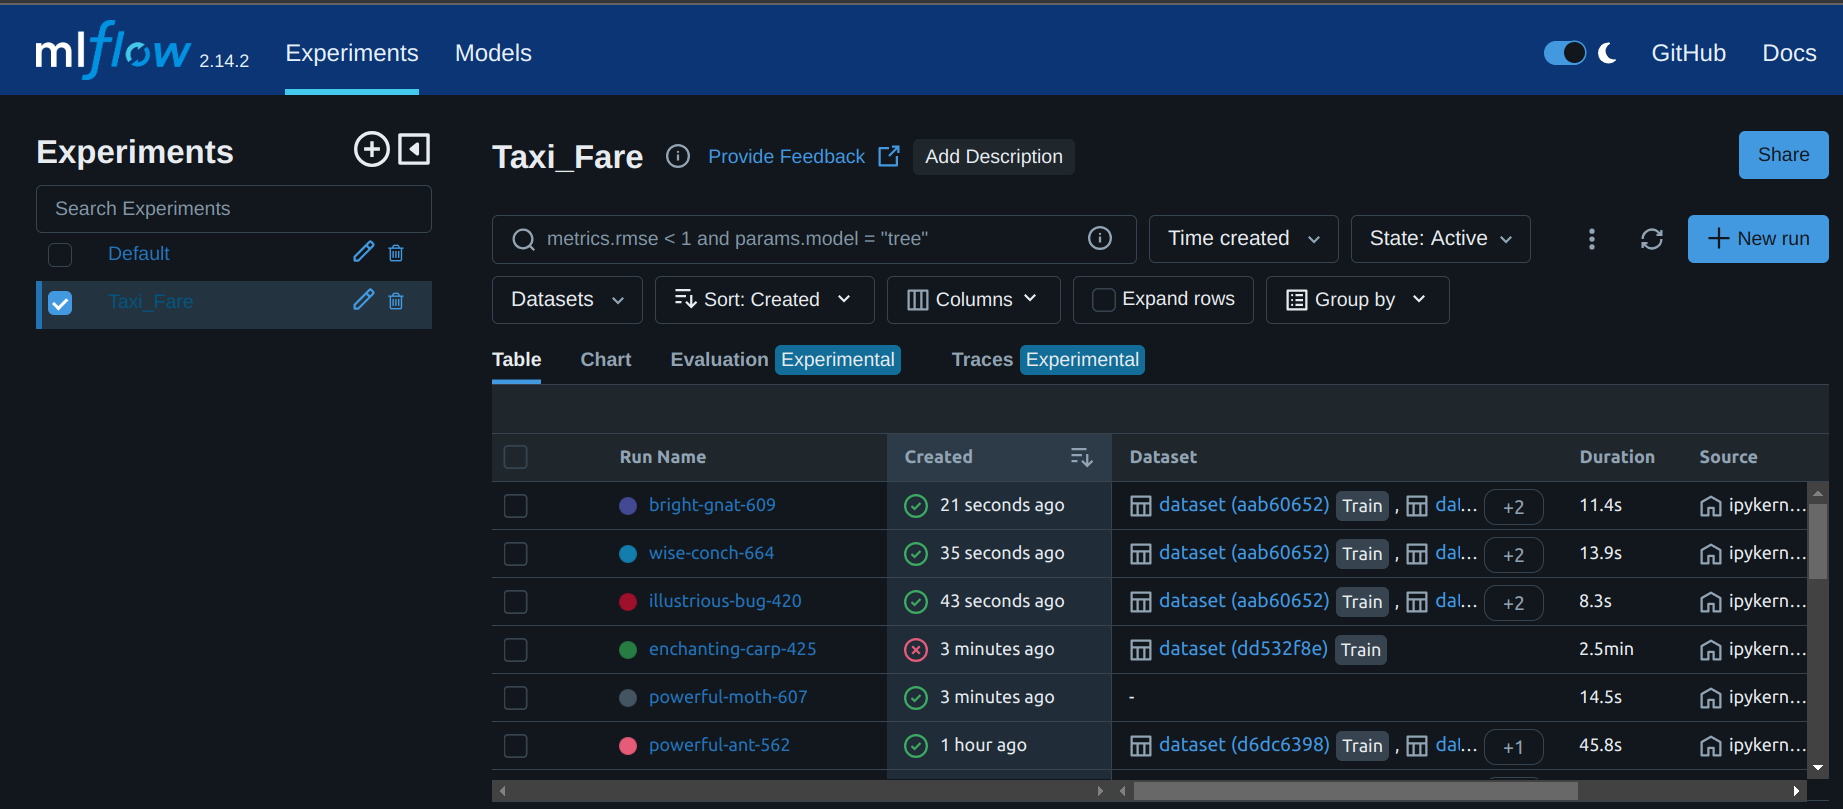 mlflow 2.14.2 Experiments Models GitHub Docs
Experiments
Search Experiments
Default
Taxi_Fare
Taxi_Fare Provide Feedback Add Description Share
metrics.rmse < 1 and params.model = "tree" Time created State: Active New run
Datasets Sort: Created Columns Expand rows Group by
Table Chart Evaluation Experimental Traces Experimental
Run Name Created Dataset Duration Source
bright-gnat-609 21 seconds ago dataset (aab60652) Train , dat... +2 11.4s ipykern...
wise-conch-664 35 seconds ago dataset (aab60652) Train , dat... +2 13.9s ipykern...
illustrious-bug-420 43 seconds ago dataset (aab60652) Train , dat... +2 8.3s ipykern...
enchanting-carp-425 3 minutes ago dataset (dd532f8e) Train 2.5min ipykern...
powerful-moth-607 3 minutes ago - 14.5s ipykern...
powerful-ant-562 1 hour ago dataset (d6dc6398) Train , dat... +1 45.8s ipykern...